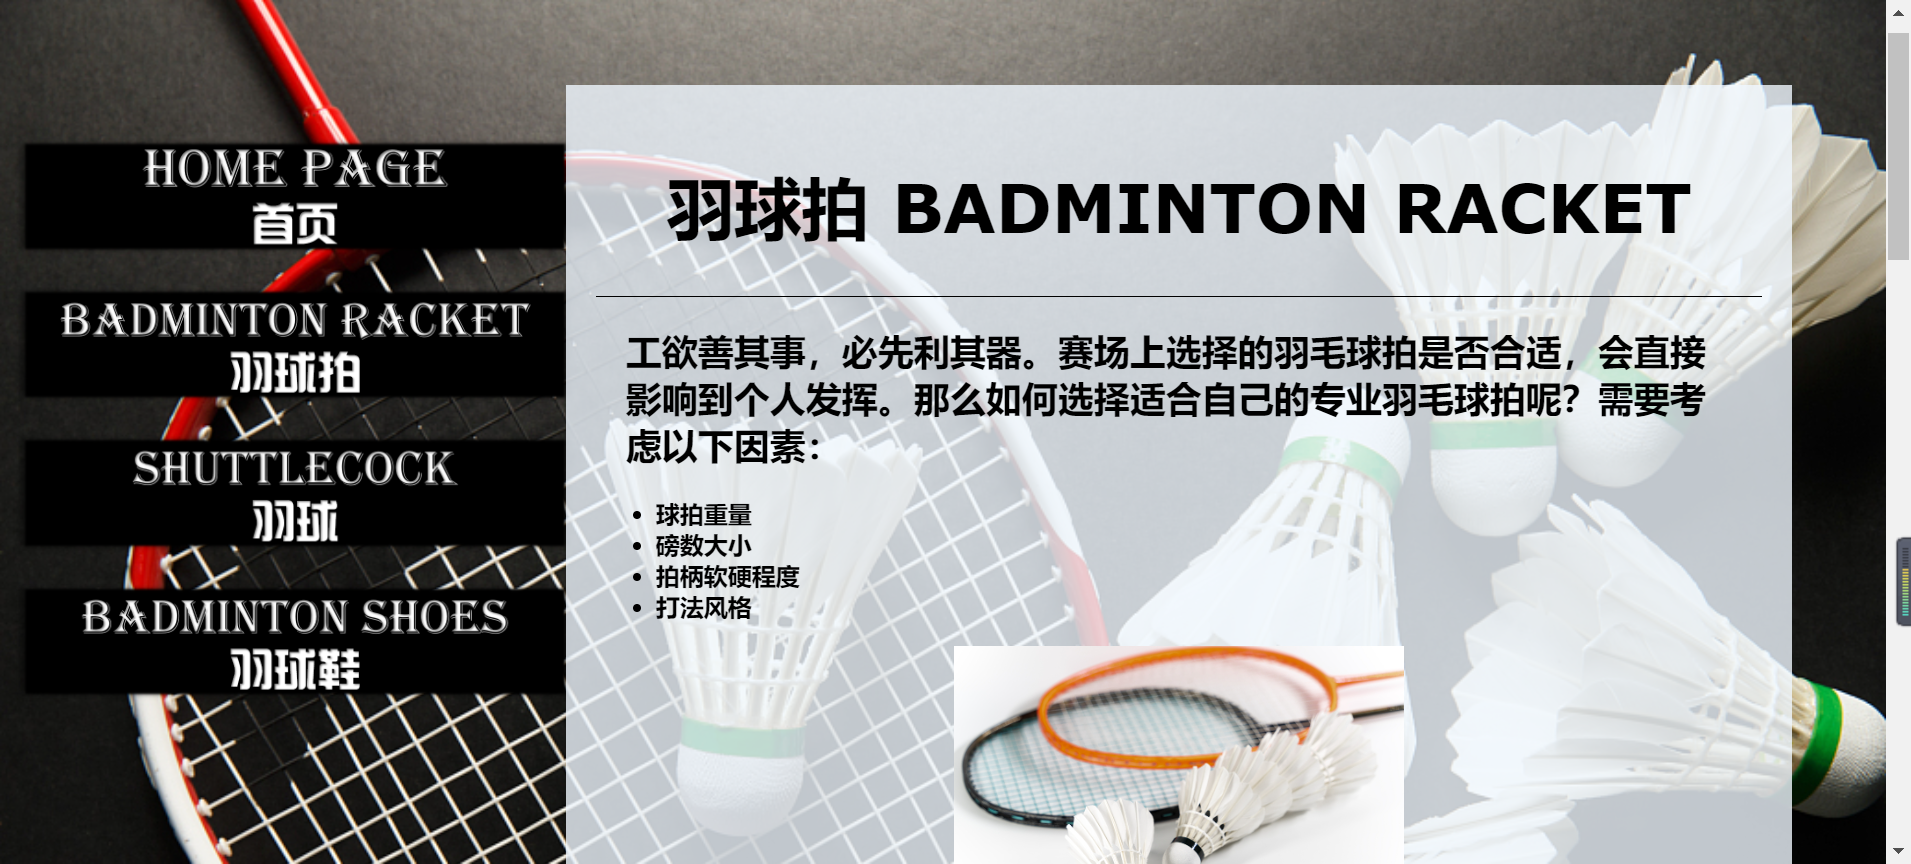 HOME PAGE
首页
BADMINTON RACKET
羽球拍
SHUTTLECOCK
羽球
BADMINTON SHOES
羽球鞋
羽球拍 BADMINTON RACKET
工欲善其事，必先利其器。赛场上选择的羽毛球拍是否合适，会直接
影响到个人发挥。那么如何选择适合自己的专业羽毛球拍呢？需要考
虑以下因素：
• 球拍重量
• 磅数大小
• 拍柄软硬程度
• 打法风格